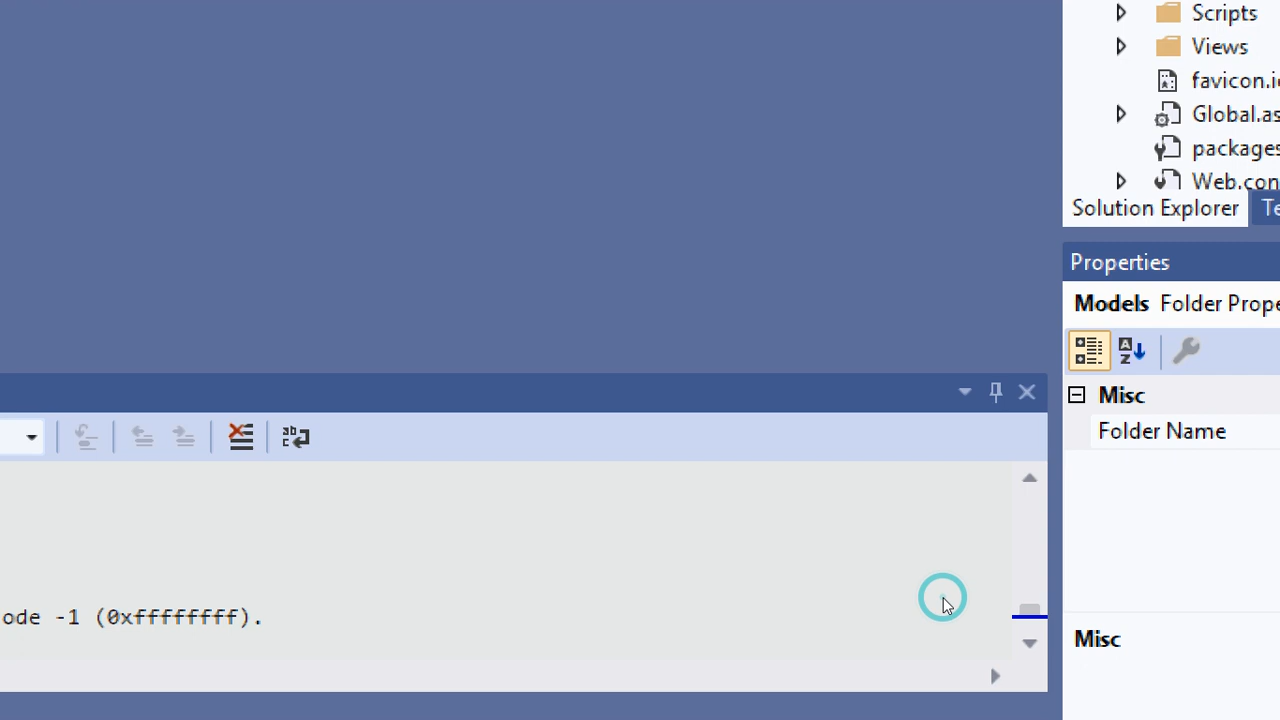 Scripts
Views
favicon.i
Global.as
packages
Web.con
Solution Explorer Te
Properties
Models Folder Prope
Misc
Folder Name
ode -1 (0xffffffff).
Misc